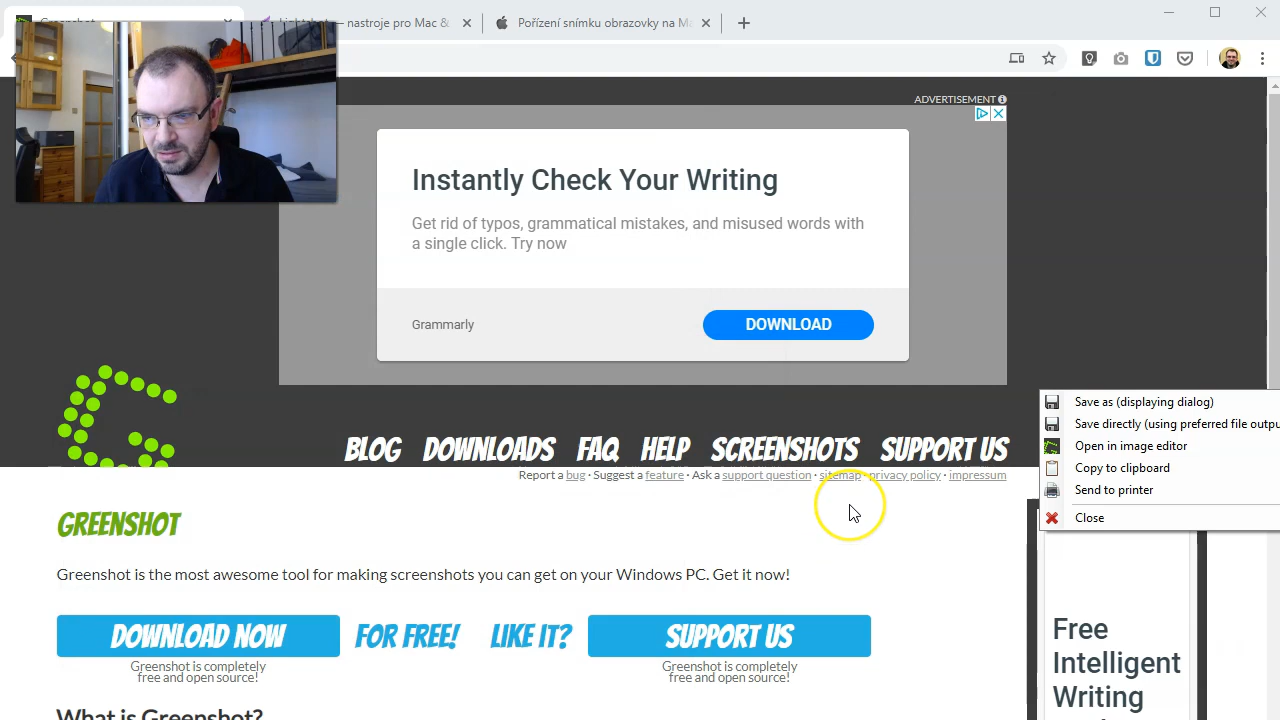 nastroje pro Mac &
Pořízení snímku obrazovky na Ma
ADVERTISEMENT
Instantly Check Your Writing
Get rid of typos, grammatical mistakes, and misused words with
a single click. Try now
Grammarly
DOWNLOAD
BLOG DOWNLOADS FAQ HELP SCREENSHOTS SUPPORT US
Report a bug · Suggest a feature · Ask a support question · sitemap · privacy policy · impressum
Save as (displaying dialog)
Save directly (using preferred file outpu
Open in image editor
Copy to clipboard
Send to printer
Close
GREENSHOT
Greenshot is the most awesome tool for making screenshots you can get on your Windows PC. Get it now!
DOWNLOAD NOW FOR FREE! LIKE IT? SUPPORT US
Greenshot is completely
free and open source!
Greenshot is completely
free and open source!
What is Greenshot?
Free
Intelligent
Writing